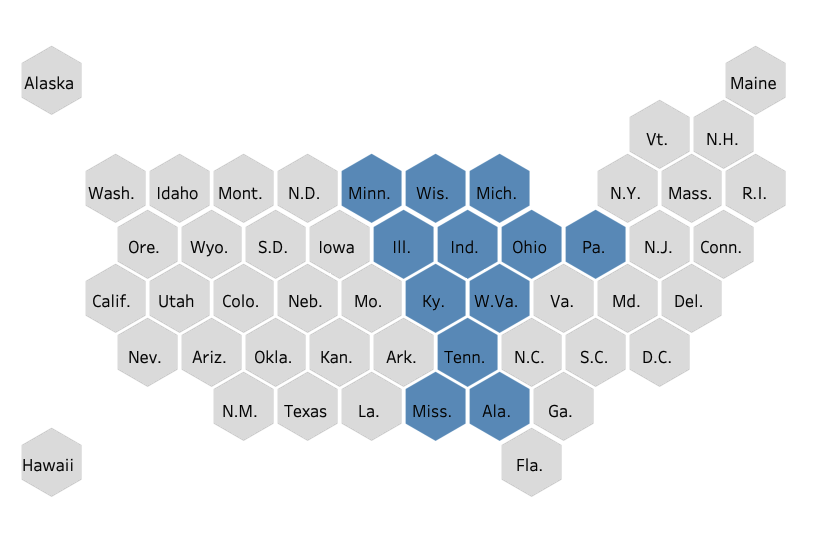 Alaska Maine
Vt. N.H.
Wash. Idaho Mont. N.D. Minn. Wis. Mich. N.Y. Mass. R.I.
Ore. Wyo. S.D. Iowa Ill. Ind. Ohio Pa. N.J. Conn.
Calif. Utah Colo. Neb. Mo. Ky. W.Va. Va. Md. Del.
Nev. Ariz. Okla. Kan. Ark. Tenn. N.C. S.C. D.C.
N.M. Texas La. Miss. Ala. Ga.
Hawaii Fla.